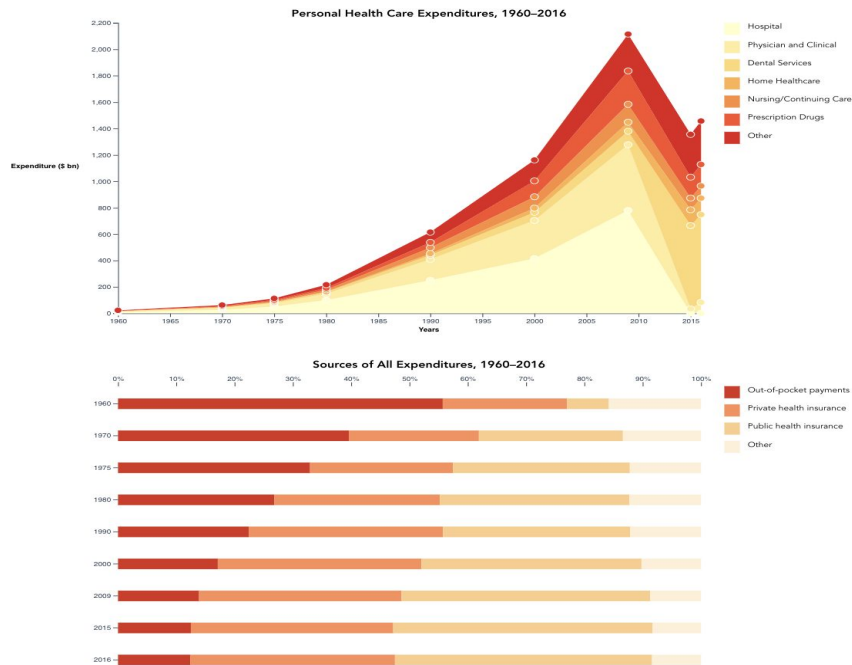 Personal Health Care Expenditures, 1960–2016
2,200
2,000
1,800
1,600
1,400
1,200
1,000
800
600
400
200
0
Expenditure ($ bn)
1960 1965 1970 1975 1980 1985 1990 1995 2000 2005 2010 2015
Years
Hospital
Physician and Clinical
Dental Services
Home Healthcare
Nursing/Continuing Care
Prescription Drugs
Other
Sources of All Expenditures, 1960–2016
0% 10% 20% 30% 40% 50% 60% 70% 80% 90% 100%
1960
1970
1975
1980
1990
2000
2009
2015
2016
Out-of-pocket payments
Private health insurance
Public health insurance
Other